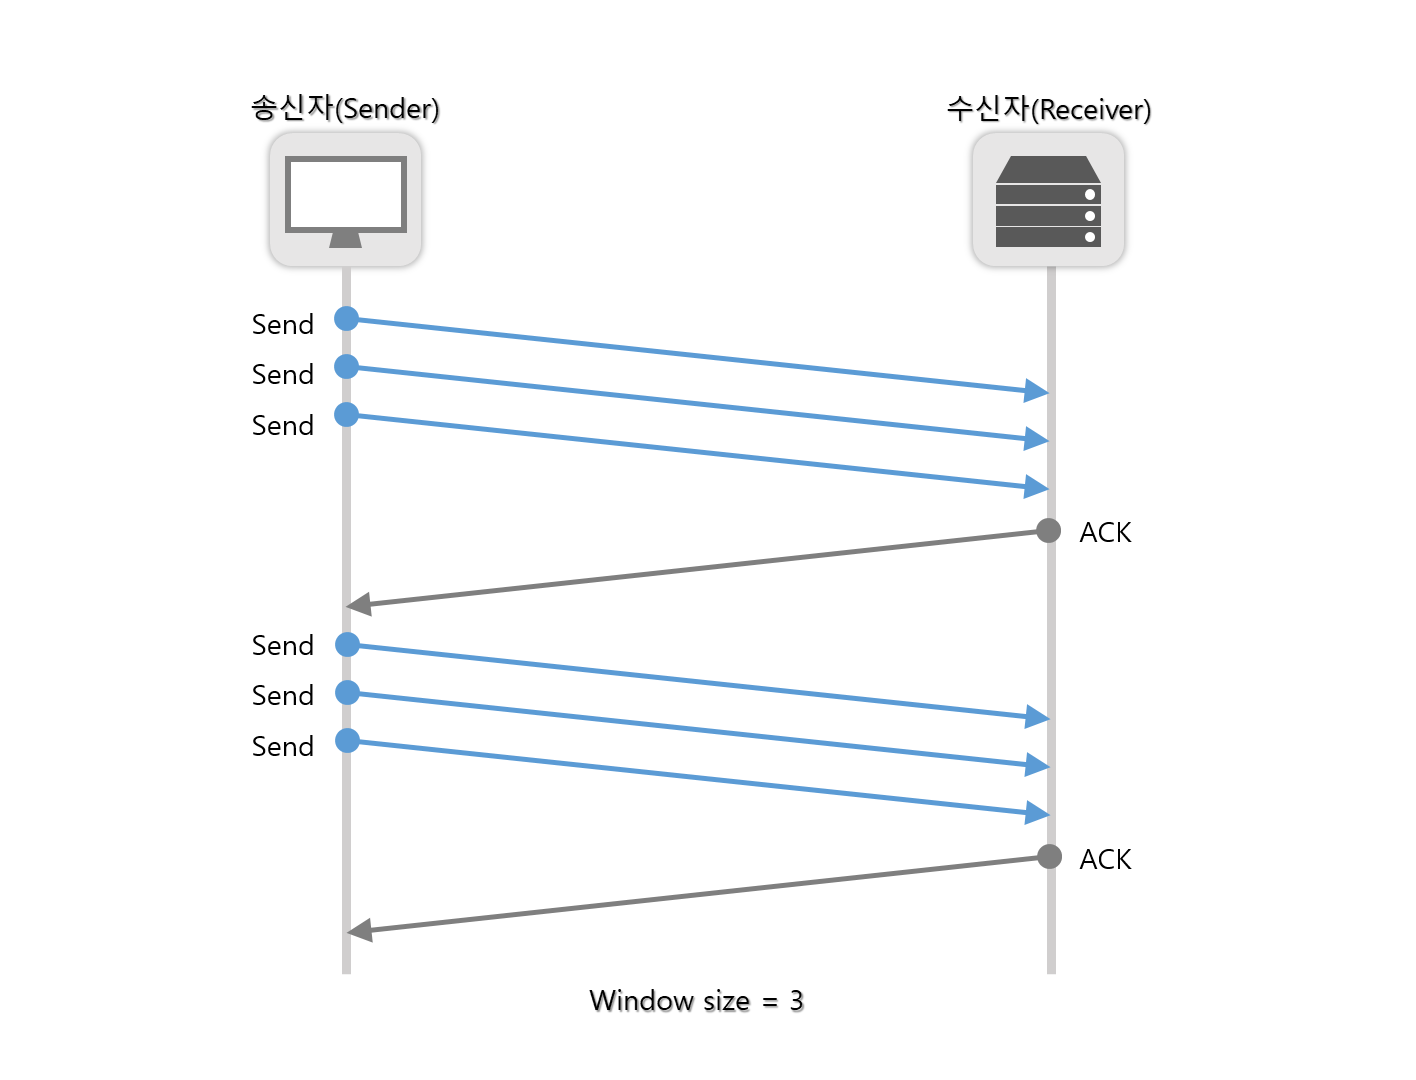 송신자(Sender)
수신자(Receiver)
Send
Send
Send
ACK
Send
Send
Send
ACK
Window size = 3